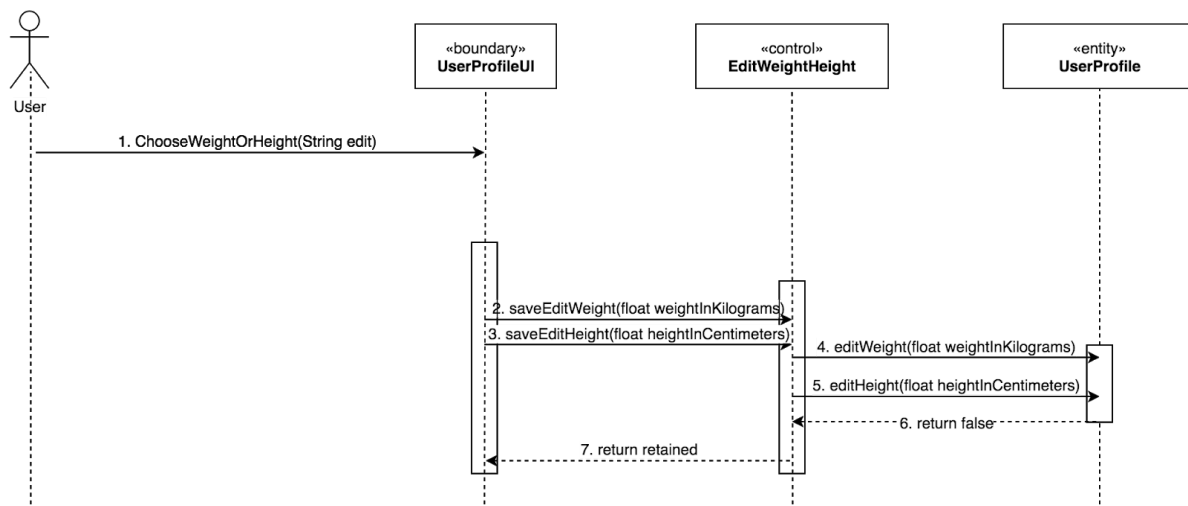 «boundary»
UserProfileUI
«control»
EditWeightHeight
«entity»
UserProfile
User
1. ChooseWeightOrHeight(String edit)
2. saveEditWeight(float weightInKilograms)
3. saveEditHeight(float heightInCentimeters)
4. editWeight(float weightInKilograms)
5. editHeight(float heightInCentimeters)
6. return false
7. return retained